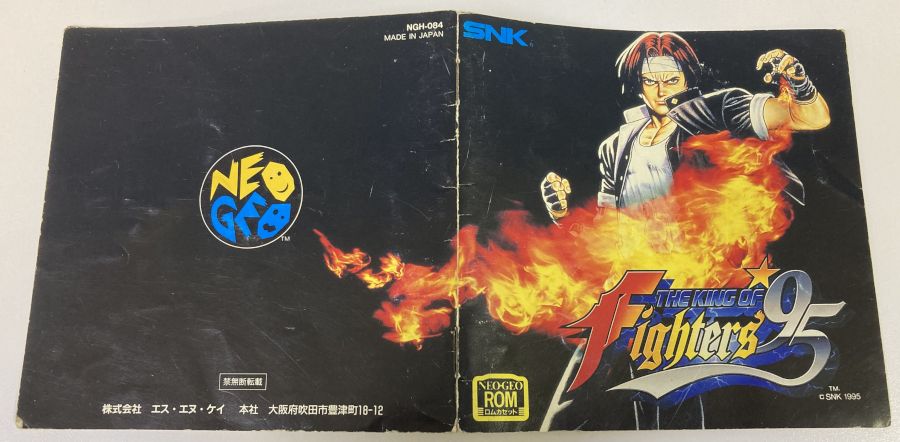 NGH-084
MADE IN JAPAN
NEO
GEO
TM
禁無断転載
株式会社 エス・エヌ・ケイ 本社 大阪府吹田市豊津町18-12
SNK
THE KING OF
Fighters'95
NEO・GEO
ROM
ロムカセット
TM.
© SNK 1995